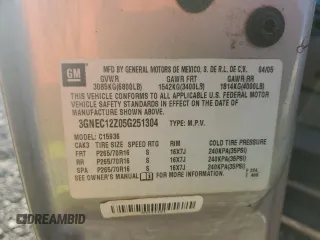 GM
MFD BY GENERAL MOTORS DE MEXICO, S. DE R.L. DE C.V. 04/05
GVWR GAWR FRT GAWR RR
3085KG(6800LB) 1542KG(3400LB) 1814KG(4000LB)
THIS VEHICLE CONFORMS TO ALL APPLICABLE U.S. FEDERAL MOTOR
VEHICLE SAFETY STANDARDS IN EFFECT ON THE DATE OF
MANUFACTURE SHOWN ABOVE.
3GNEC12Z05G251304 TYPE: M.P.V.
MODEL: C15936
TIRE SIZE SPEED RTG RIM COLD TIRE PRESSURE
FRT P265/70R16 S 16X7J 240KPA(35PSI)
RR P265/70R16 S 16X7J 240KPA(35PSI)
SPA P265/70R16 S 16X7J 240KPA(35PSI)
SEE OWNER'S MANUAL FOR MORE INFORMATION.